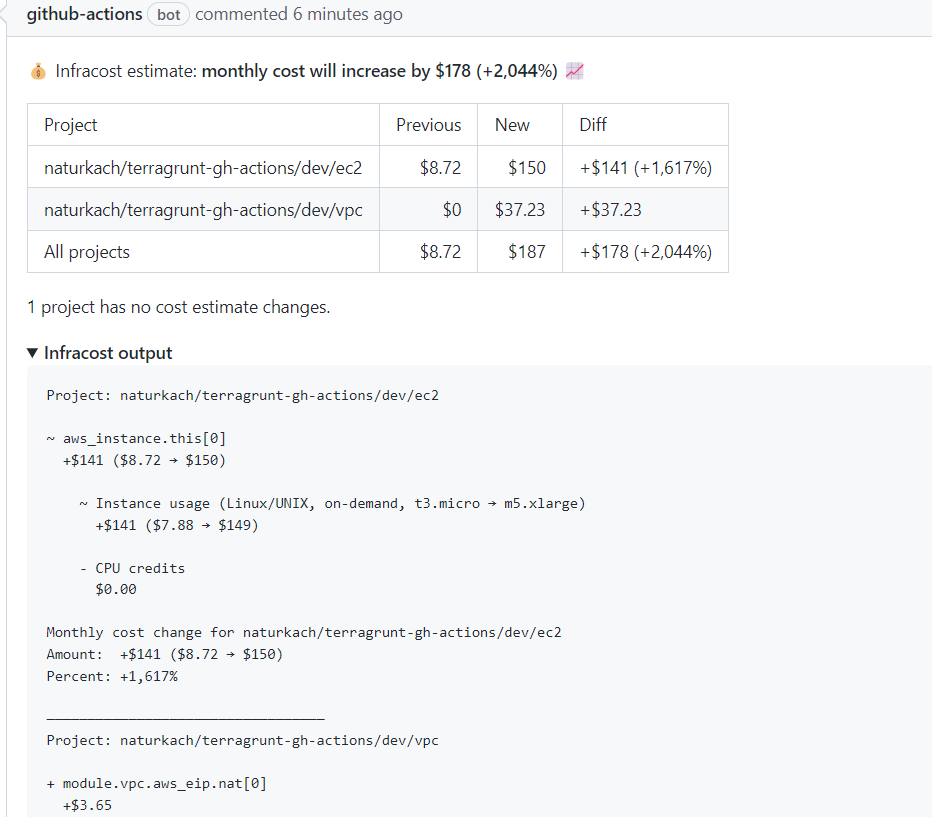 github-actions bot commented 6 minutes ago
💰 Infracost estimate: monthly cost will increase by $178 (+2,044%) 📈
Project Previous New Diff
naturkach/terragrunt-gh-actions/dev/ec2 $8.72 $150 +$141 (+1,617%)
naturkach/terragrunt-gh-actions/dev/vpc $0 $37.23 +$37.23
All projects $8.72 $187 +$178 (+2,044%)
1 project has no cost estimate changes.
▼ Infracost output
Project: naturkach/terragrunt-gh-actions/dev/ec2
~ aws_instance.this[0]
+$141 ($8.72 → $150)
~ Instance usage (Linux/UNIX, on-demand, t3.micro → m5.xlarge)
+$141 ($7.88 → $149)
- CPU credits
$0.00
Monthly cost change for naturkach/terragrunt-gh-actions/dev/ec2
Amount:  +$141 ($8.72 → $150)
Percent: +1,617%
──────────────────────────────────
Project: naturkach/terragrunt-gh-actions/dev/vpc
+ module.vpc.aws_eip.nat[0]
+$3.65